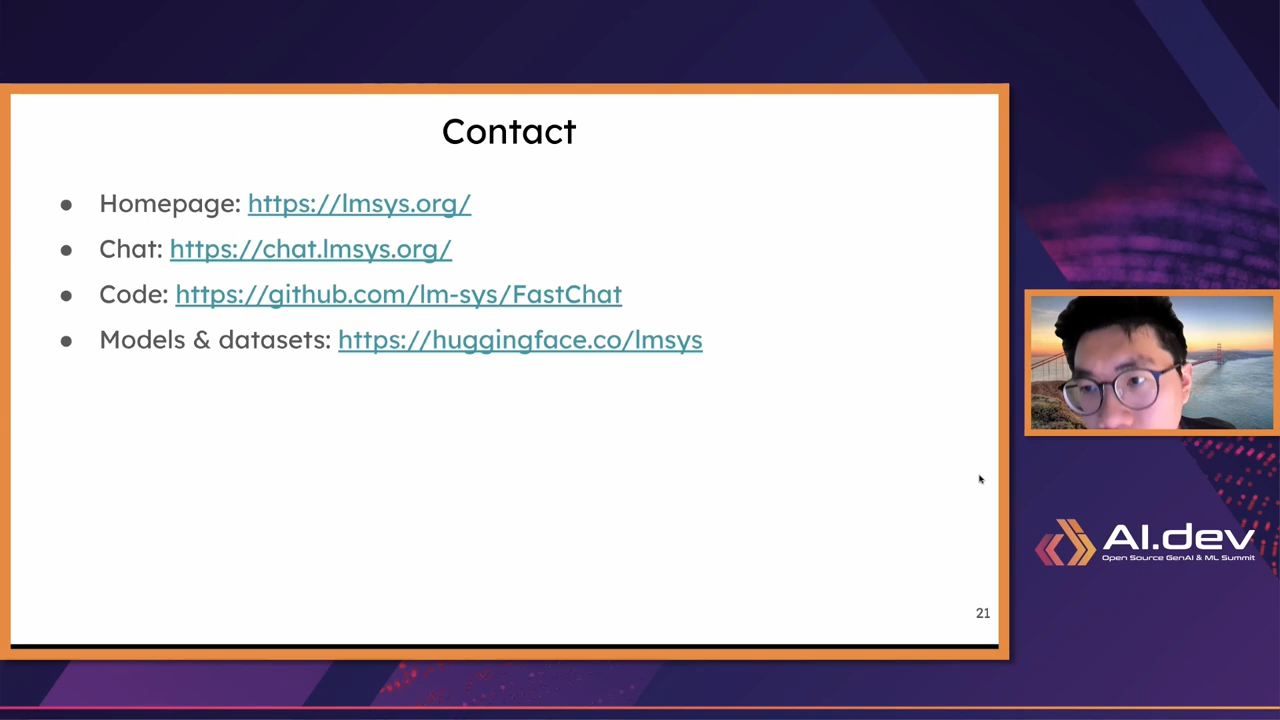 Contact
● Homepage: https://lmsys.org/
● Chat: https://chat.lmsys.org/
● Code: https://github.com/lm-sys/FastChat
● Models & datasets: https://huggingface.co/lmsys
21
AI.dev
Open Source GenAI & ML Summit